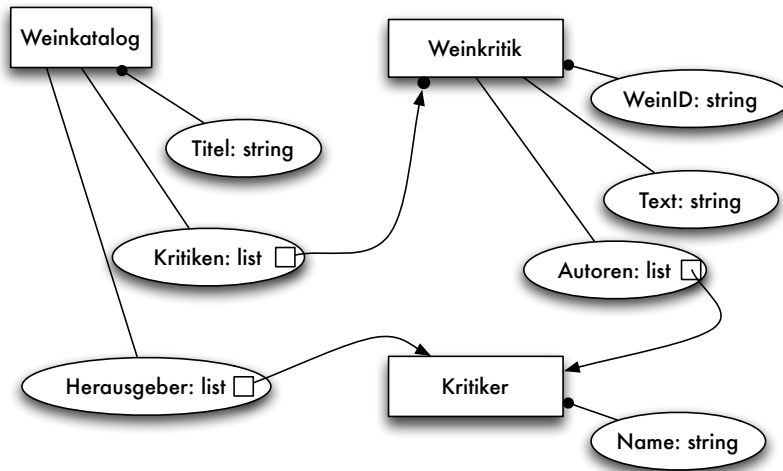 Weinkatalog
Weinkritik
WeinID: string
Titel: string
Text: string
Kritiken: list
Autoren: list
Herausgeber: list
Kritiker
Name: string